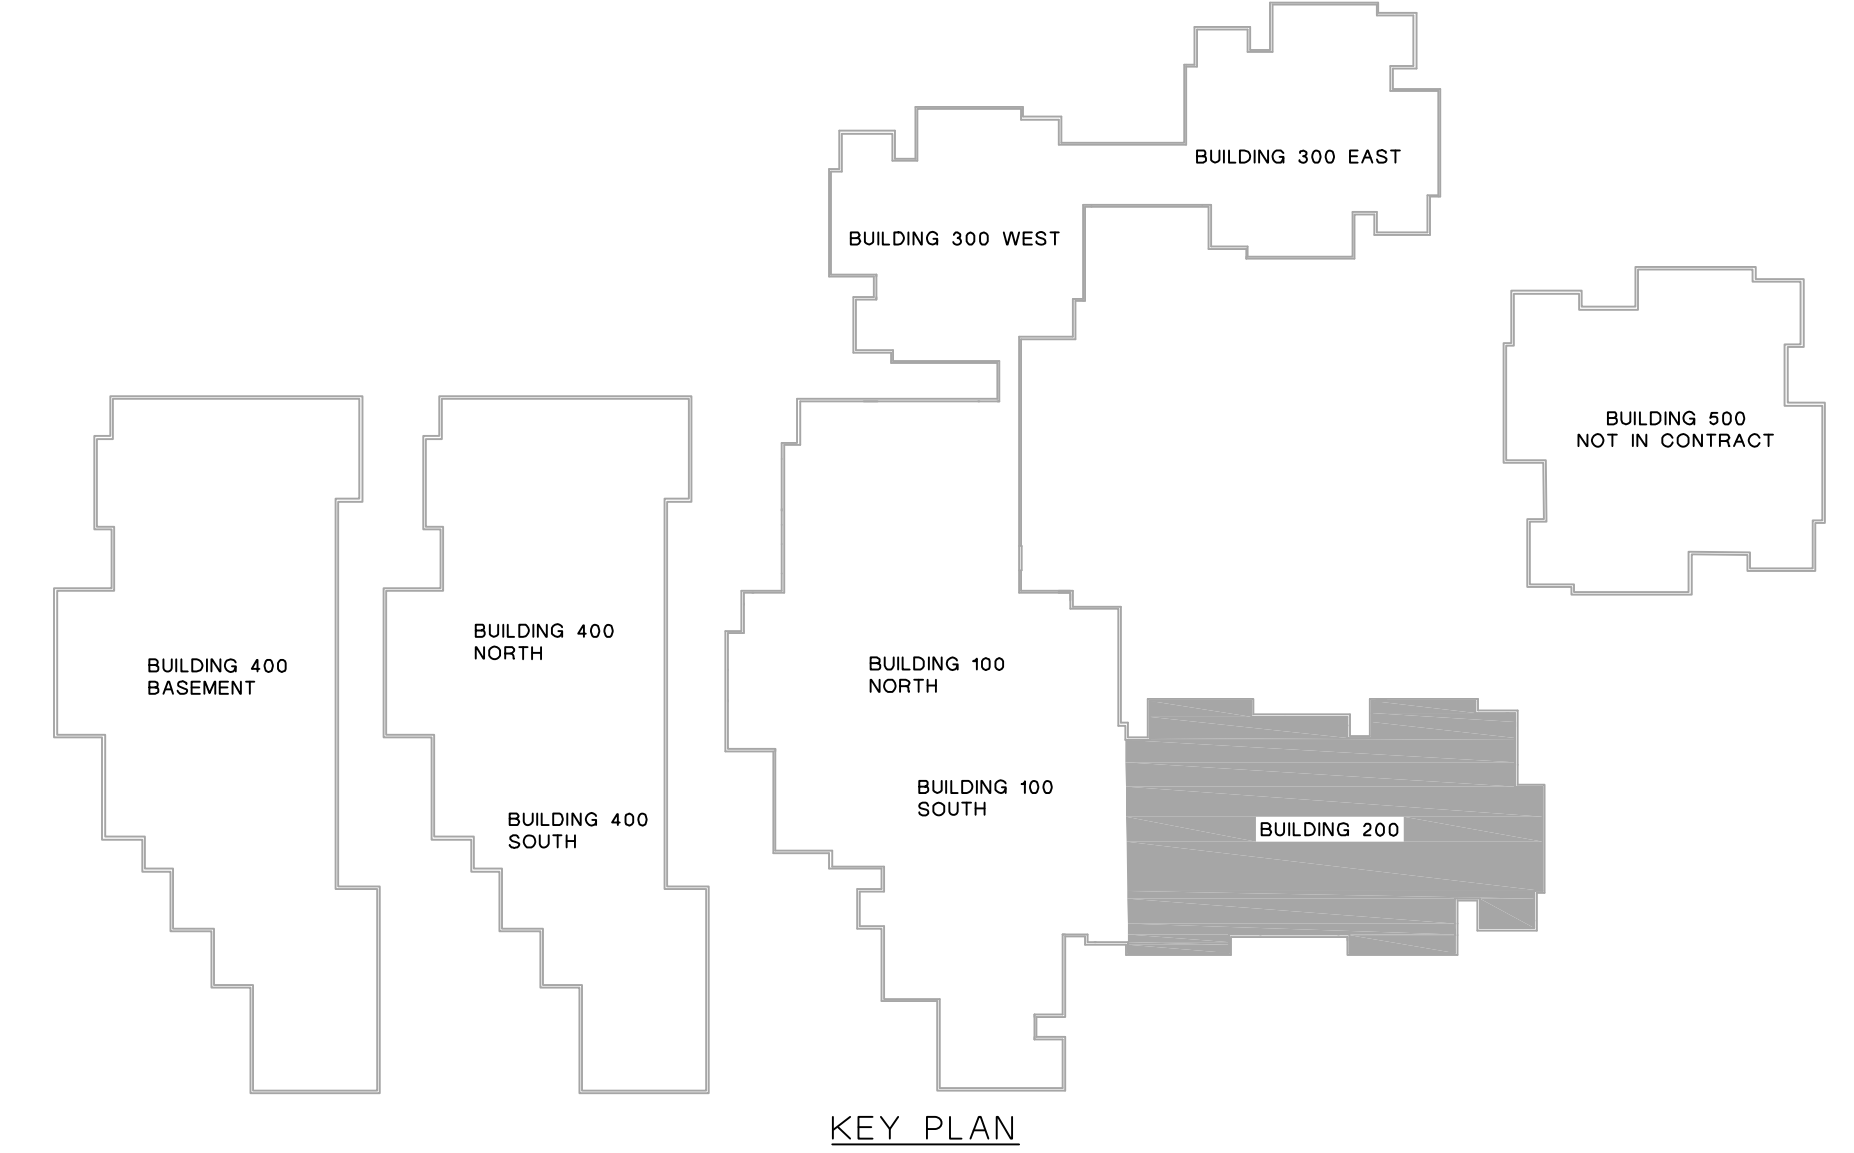 BUILDING 300 EAST
BUILDING 300 WEST
BUILDING 500
NOT IN CONTRACT
BUILDING 400
NORTH
BUILDING 400
BASEMENT
BUILDING 100
NORTH
BUILDING 100
SOUTH
BUILDING 400
SOUTH
BUILDING 200
KEY PLAN